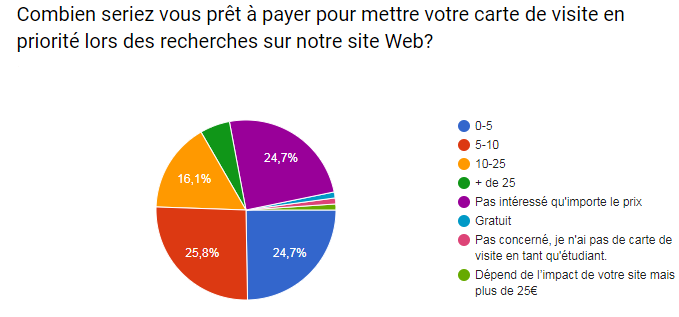 Combien seriez vous prêt à payer pour mettre votre carte de visite en
priorité lors des recherches sur notre site Web?
24,7%
16,1%
25,8%
24,7%
0-5
5-10
10-25
+ de 25
Pas intéressé qu'importe le prix
Gratuit
Pas concerné, je n'ai pas de carte de
visite en tant qu'étudiant.
Dépend de l'impact de votre site mais
plus de 25€